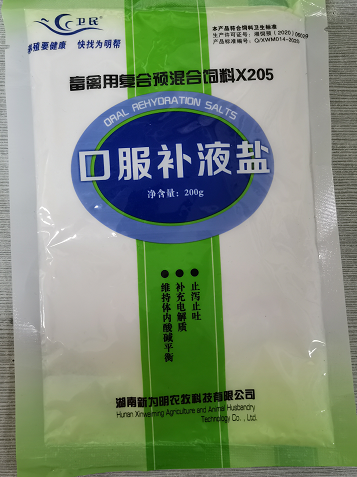 卫民
养殖要健康 快找为明帮
本产品符合饲料卫生标准
生产许可证号：湘饲预（2020）06029
产品标准编号：Q/XWM014-2020
畜禽用复合预混合饲料X205
ORAL REHYDRATION SALTS
口服补液盐
净含量：200g
止泻止吐
补充电解质
维持体内酸碱平衡
湖南新为明农牧科技有限公司
Hunan Xinweiming Agriculture and Animal Husbandry
Technology Co. , Ltd.